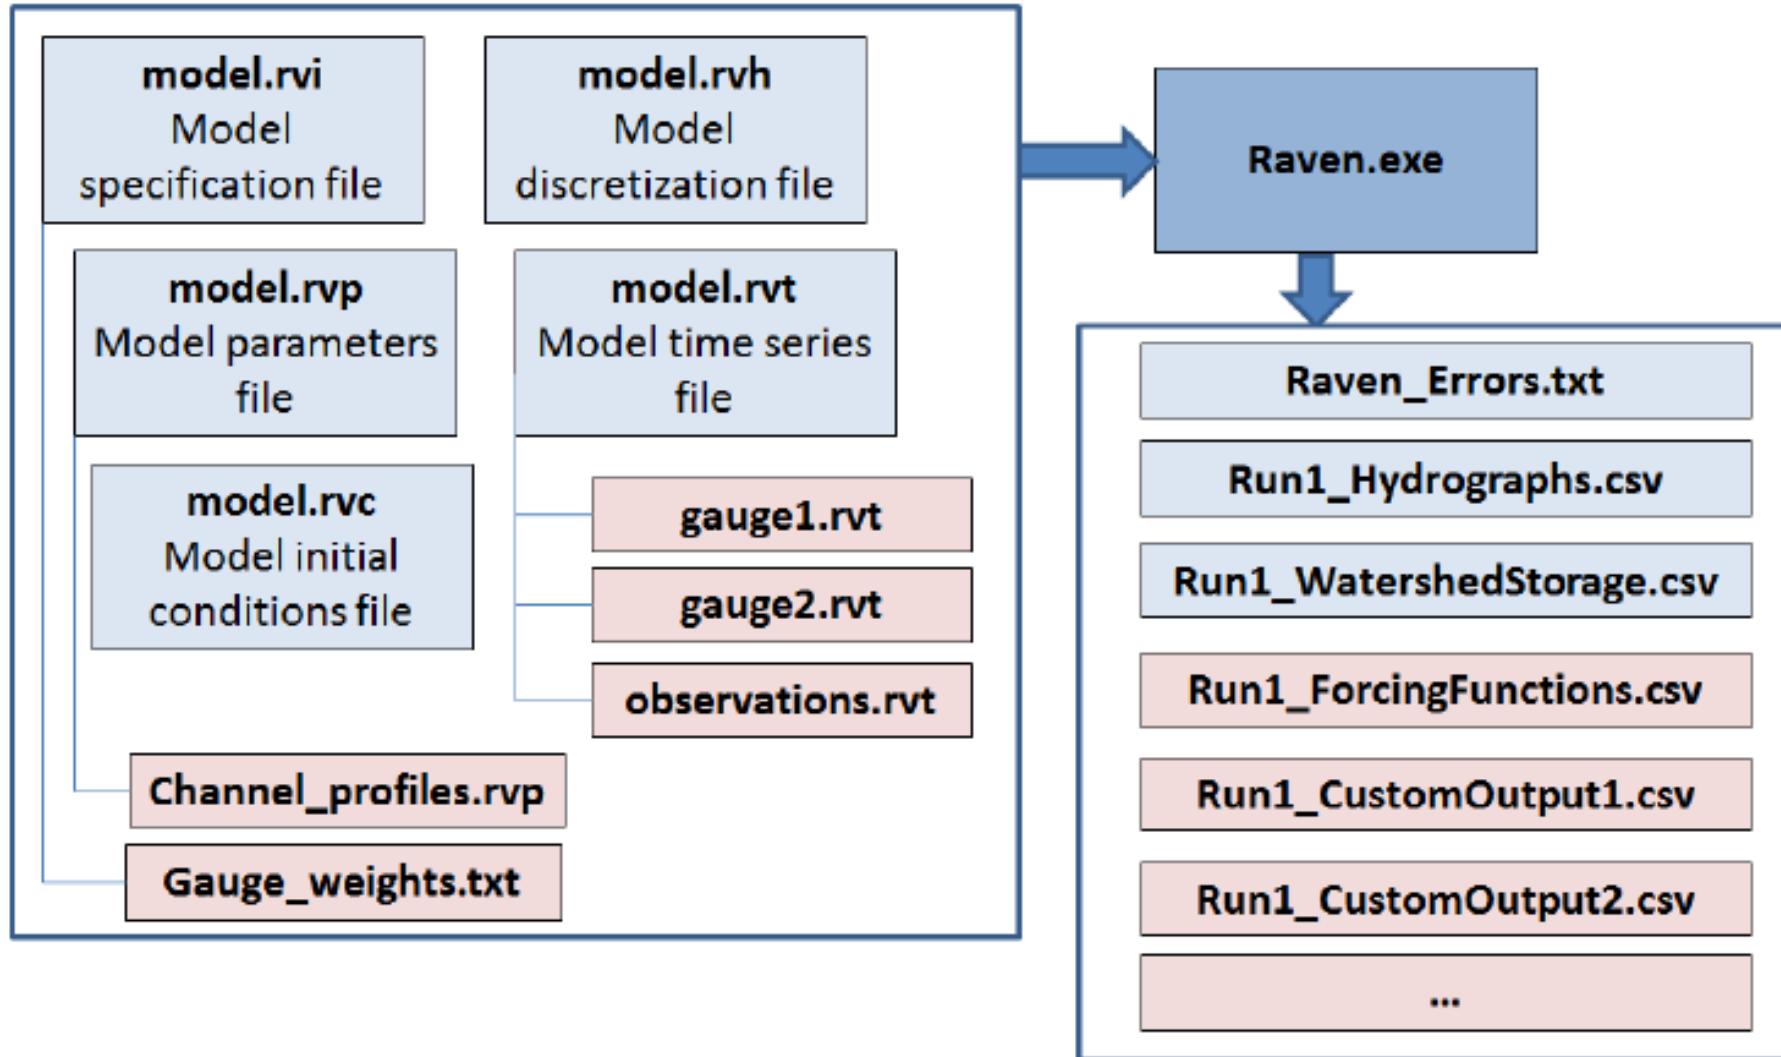 model.rvi
Model
specification file
model.rvh
Model
discretization file
model.rvp
Model parameters
file
model.rvt
Model time series
file
model.rvc
Model initial
conditions file
gauge1.rvt
gauge2.rvt
observations.rvt
Channel_profiles.rvp
Gauge_weights.txt
Raven.exe
Raven_Errors.txt
Run1_Hydrographs.csv
Run1_WatershedStorage.csv
Run1_ForcingFunctions.csv
Run1_CustomOutput1.csv
Run1_CustomOutput2.csv
...